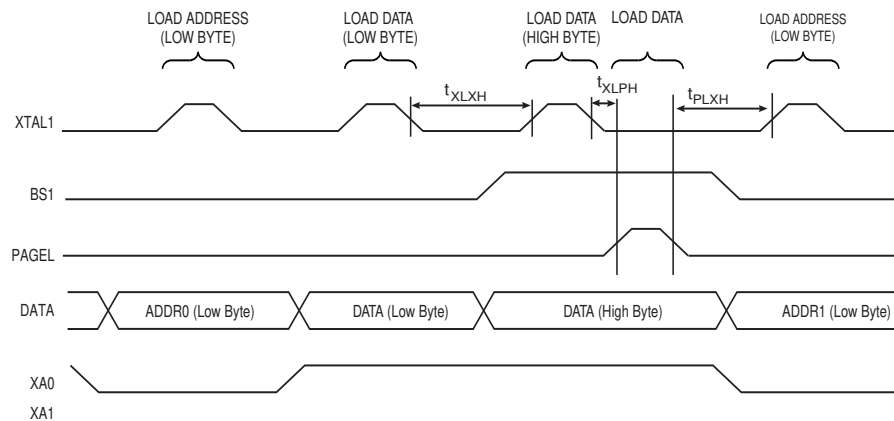 LOAD ADDRESS
(LOW BYTE)
LOAD DATA
(LOW BYTE)
LOAD DATA
(HIGH BYTE)
LOAD DATA
LOAD ADDRESS
(LOW BYTE)
tXLXH
tXLPH
tPLXH
XTAL1
BS1
PAGEL
DATA
ADDR0 (Low Byte)
DATA (Low Byte)
DATA (High Byte)
ADDR1 (Low Byte)
XA0
XA1